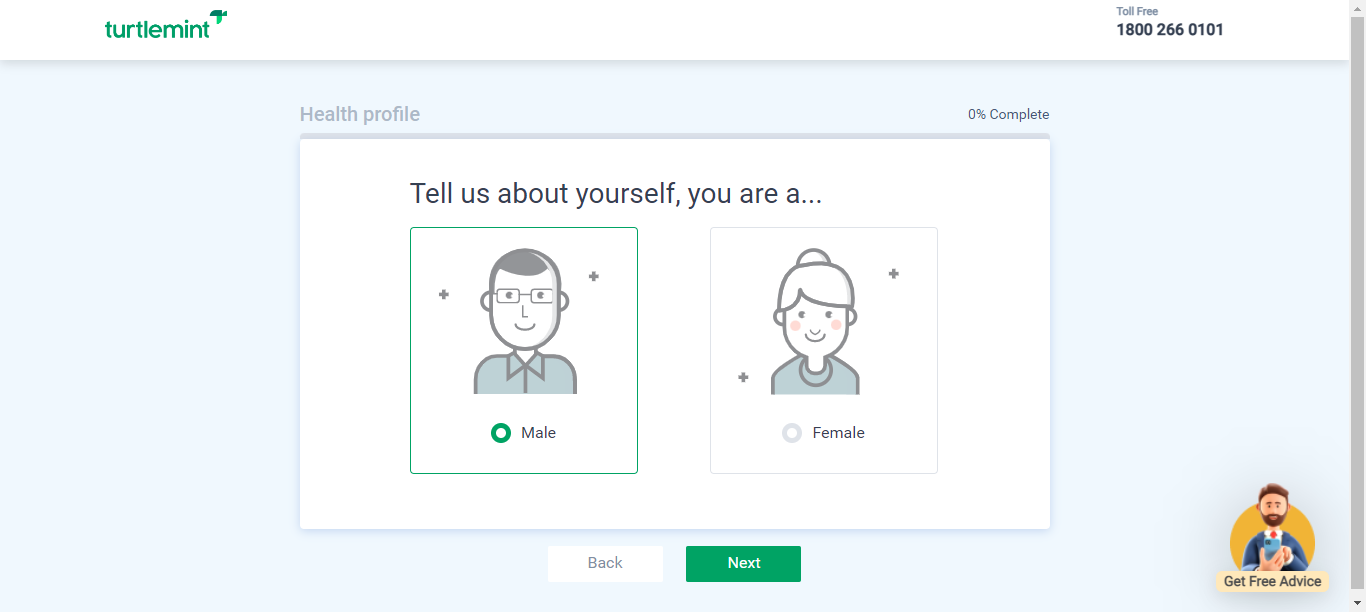 turtlemint
Toll Free
1800 266 0101
Health profile
0% Complete
Tell us about yourself, you are a...
Male
Female
Back
Next
Get Free Advice